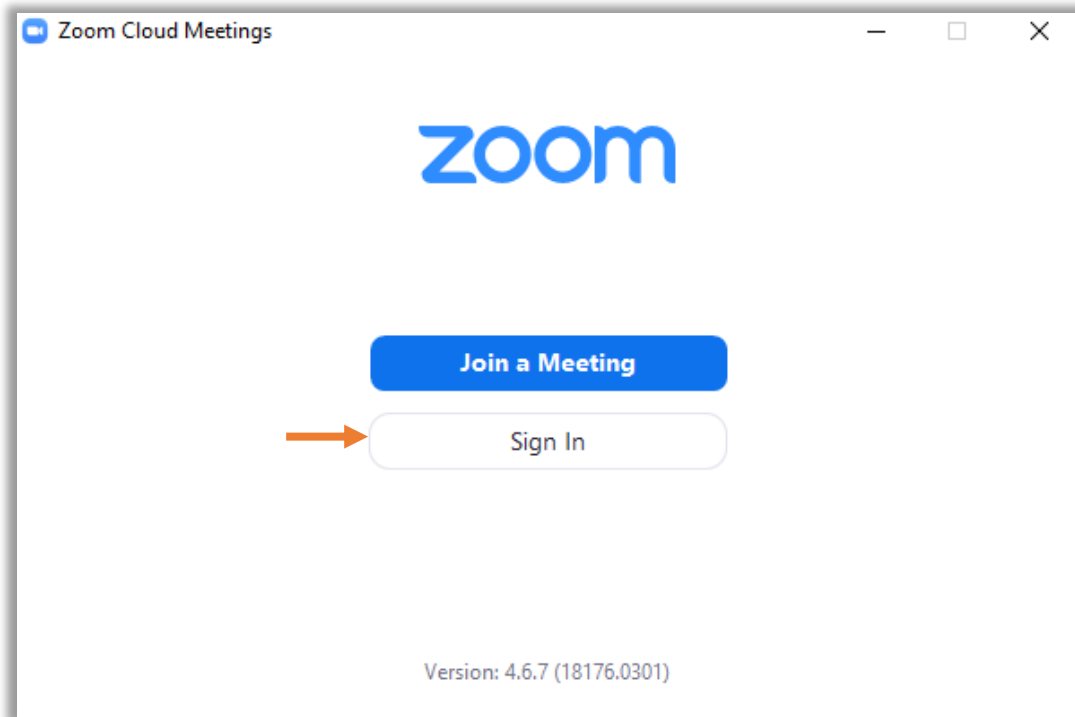 Zoom Cloud Meetings
zoom
Join a Meeting
Sign In
Version: 4.6.7 (18176.0301)